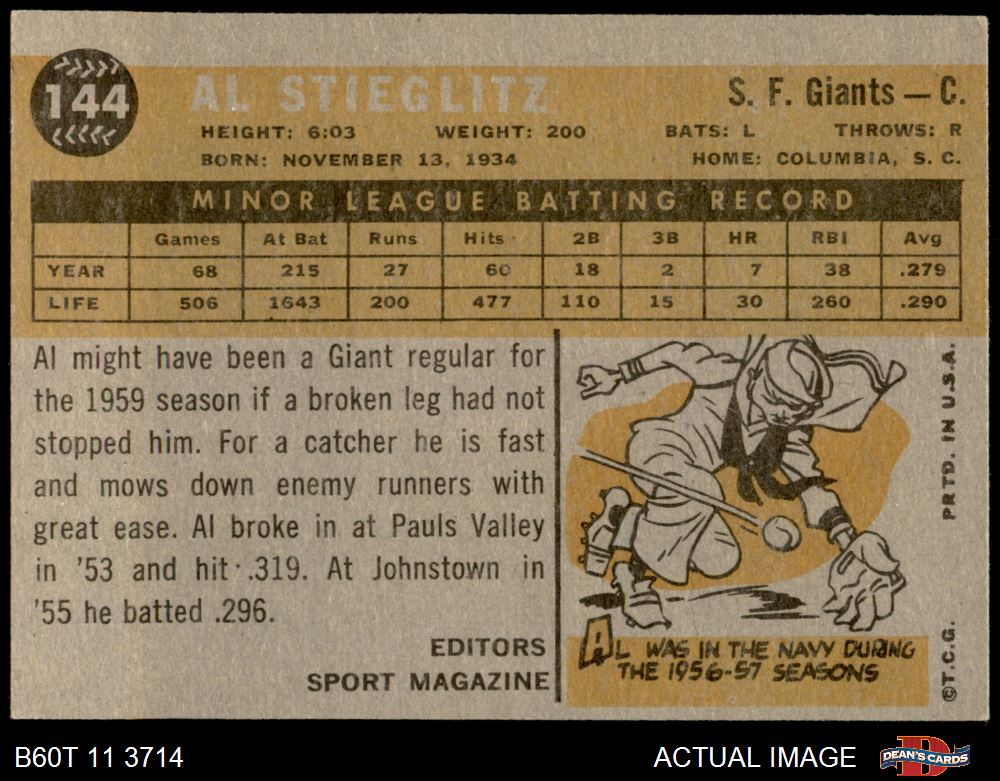 144
AL STIEGLITZ
S. F. Giants — C.
HEIGHT: 6:03 WEIGHT: 200 BATS: L THROWS: R
BORN: NOVEMBER 13, 1934 HOME: COLUMBIA, S. C.
MINOR LEAGUE BATTING RECORD
Games At Bat Runs Hits 2B 3B HR RBI Avg
YEAR 68 215 27 60 18 2 7 38 .279
LIFE 506 1643 200 477 110 15 30 260 .290
Al might have been a Giant regular for
the 1959 season if a broken leg had not
stopped him. For a catcher he is fast
and mows down enemy runners with
great ease. Al broke in at Pauls Valley
in '53 and hit .319. At Johnstown in
'55 he batted .296.
EDITORS
SPORT MAGAZINE
AL WAS IN THE NAVY DURING
THE 1956-57 SEASONS
©T.C.G. PRTD. IN U.S.A.
B60T 11 3714
ACTUAL IMAGE
DEAN'S CARDS